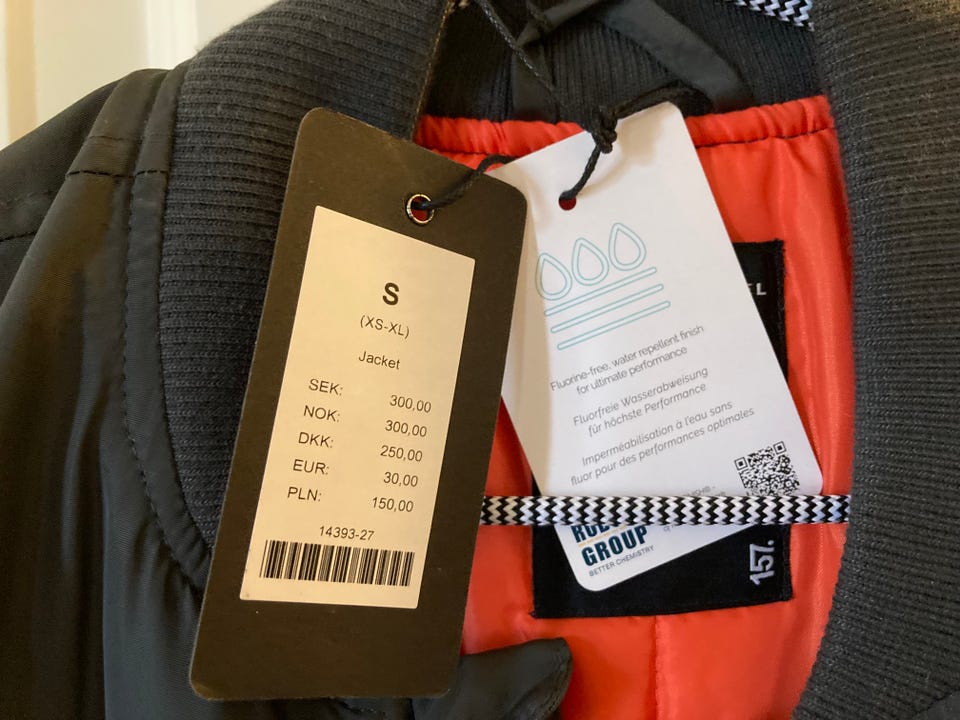 S
(XS-XL)
Jacket
SEK: 300,00
NOK: 300,00
DKK: 250,00
EUR: 30,00
PLN: 150,00
14393-27
Fluorine-free, water repellent finish
for ultimate performance
Fluorfreie Wasserabweisung
für höchste Performance
Imperméabilisation à l'eau sans
fluor pour des performances optimales
GROUP
BETTER CHEMISTRY
157.